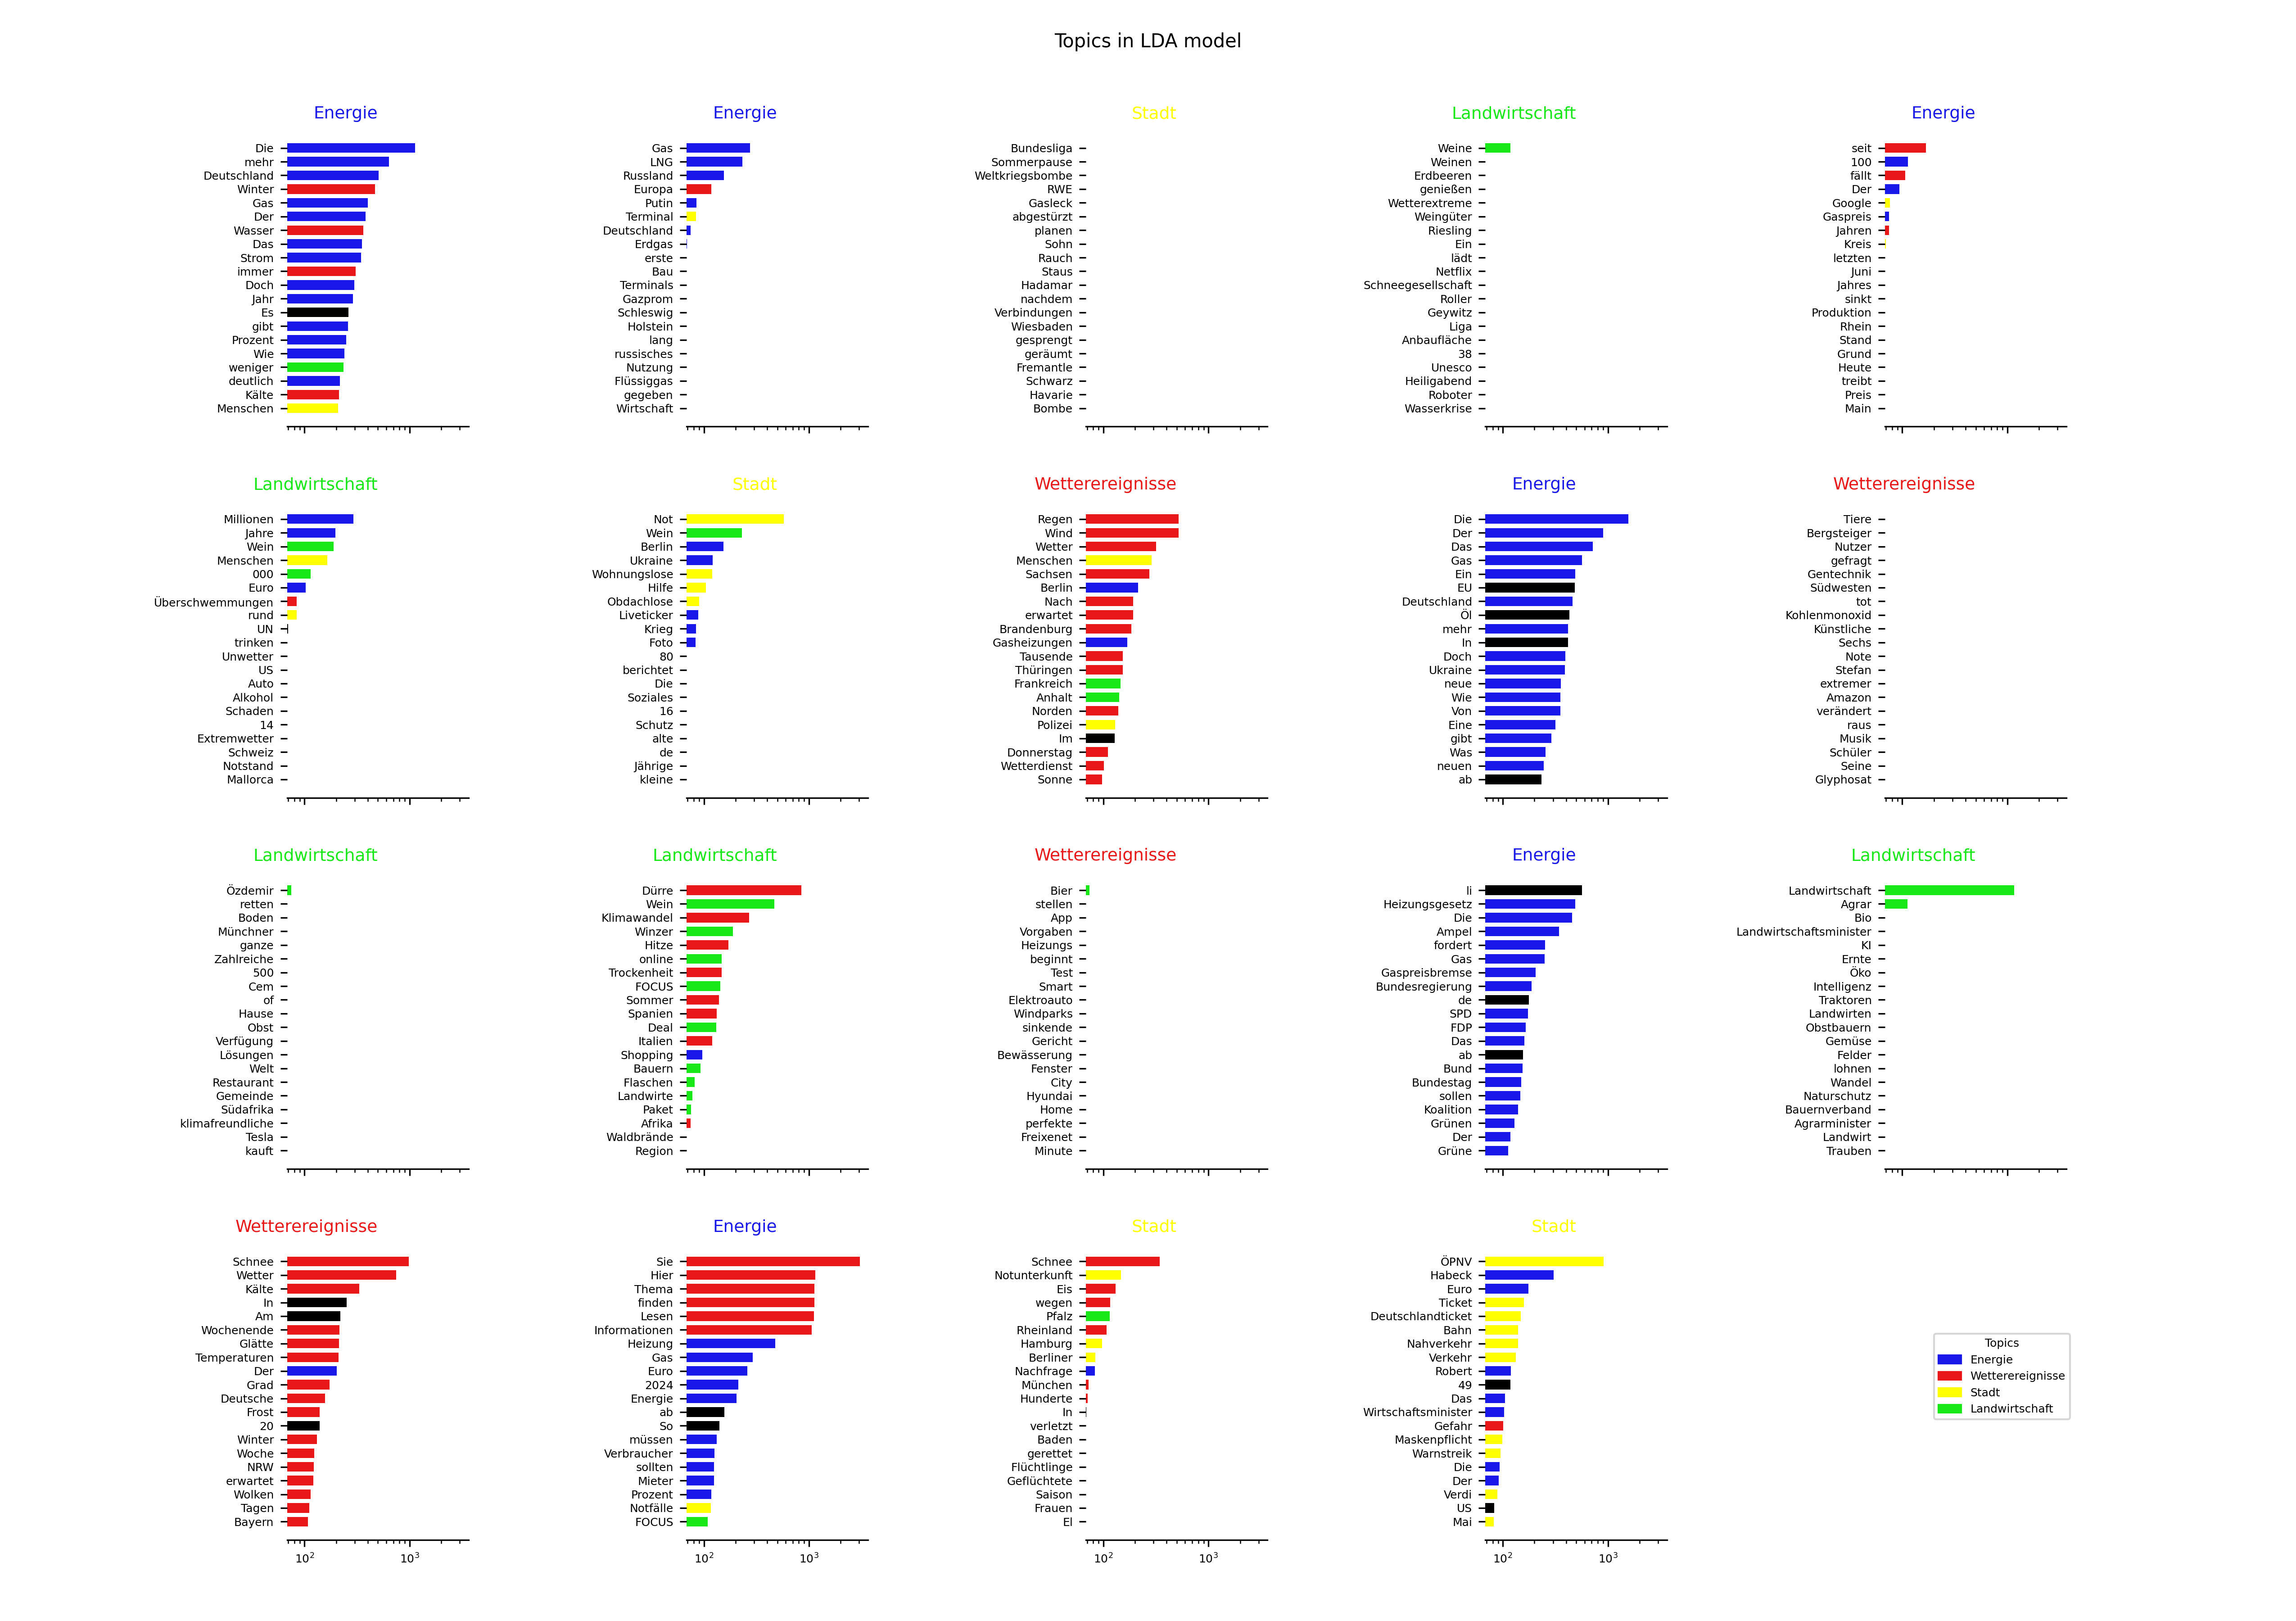 Topics in LDA model
Energie
Die
mehr
Deutschland
Winter
Gas
Der
Wasser
Das
Strom
immer
Doch
Jahr
Es
gibt
Prozent
Wie
weniger
deutlich
Kälte
Menschen
Energie
Gas
LNG
Russland
Europa
Putin
Terminal
Deutschland
Erdgas
erste
Bau
Terminals
Gazprom
Schleswig
Holstein
lang
russisches
Nutzung
Flüssiggas
gegeben
Wirtschaft
Stadt
Bundesliga
Sommerpause
Weltkriegsbombe
RWE
Gasleck
abgestürzt
planen
Sohn
Rauch
Staus
Hadamar
nachdem
Verbindungen
Wiesbaden
gesprengt
geräumt
Fremantle
Schwarz
Havarie
Bombe
Landwirtschaft
Weine
Weinen
Erdbeeren
genießen
Wetterextreme
Weingüter
Riesling
Ein
lädt
Netflix
Schneegesellschaft
Roller
Geywitz
Liga
Anbaufläche
38
Unesco
Heiligabend
Roboter
Wasserkrise
Energie
seit
100
fällt
Der
Google
Gaspreis
Jahren
Kreis
letzten
Juni
Jahres
sinkt
Produktion
Rhein
Stand
Grund
Heute
treibt
Preis
Main
Landwirtschaft
Millionen
Jahre
Wein
Menschen
000
Euro
Überschwemmungen
rund
UN
trinken
Unwetter
US
Auto
Alkohol
Schaden
14
Extremwetter
Schweiz
Notstand
Mallorca
Stadt
Not
Wein
Berlin
Ukraine
Wohnungslose
Hilfe
Obdachlose
Liveticker
Krieg
Foto
80
berichtet
Die
Soziales
16
Schutz
alte
de
Jährige
kleine
Wetterereignisse
Regen
Wind
Wetter
Menschen
Sachsen
Berlin
Nach
erwartet
Brandenburg
Gasheizungen
Tausende
Thüringen
Frankreich
Anhalt
Norden
Polizei
Im
Donnerstag
Wetterdienst
Sonne
Energie
Die
Der
Das
Gas
Ein
EU
Deutschland
Öl
mehr
In
Doch
Ukraine
neue
Wie
Von
Eine
gibt
Was
neuen
ab
Wetterereignisse
Tiere
Bergsteiger
Nutzer
gefragt
Gentechnik
Südwesten
tot
Kohlenmonoxid
Künstliche
Sechs
Note
Stefan
extremer
Amazon
verändert
raus
Musik
Schüler
Seine
Glyphosat
Landwirtschaft
Özdemir
retten
Boden
Münchner
ganze
Zahlreiche
500
Cem
of
Hause
Obst
Verfügung
Lösungen
Welt
Restaurant
Gemeinde
Südafrika
klimafreundliche
Tesla
kauft
Landwirtschaft
Dürre
Wein
Klimawandel
Winzer
Hitze
online
Trockenheit
FOCUS
Sommer
Spanien
Deal
Italien
Shopping
Bauern
Flaschen
Landwirte
Paket
Afrika
Waldbrände
Region
Wetterereignisse
Bier
stellen
App
Vorgaben
Heizungs
beginnt
Test
Smart
Elektroauto
Windparks
sinkende
Gericht
Bewässerung
Fenster
City
Hyundai
Home
perfekte
Freixenet
Minute
Energie
li
Heizungsgesetz
Die
Ampel
fordert
Gas
Gaspreisbremse
Bundesregierung
de
SPD
FDP
Das
ab
Bund
Bundestag
sollen
Koalition
Grünen
Der
Grüne
Landwirtschaft
Landwirtschaft
Agrar
Bio
Landwirtschaftsminister
KI
Ernte
Öko
Intelligenz
Traktoren
Landwirten
Obstbauern
Gemüse
Felder
lohnen
Wandel
Naturschutz
Bauernverband
Agrarminister
Landwirt
Trauben
Wetterereignisse
Schnee
Wetter
Kälte
In
Am
Wochenende
Glätte
Temperaturen
Der
Grad
Deutsche
Frost
20
Winter
Woche
NRW
erwartet
Wolken
Tagen
Bayern
10² 10³
Energie
Sie
Hier
Thema
finden
Lesen
Informationen
Heizung
Gas
Euro
2024
Energie
ab
So
müssen
Verbraucher
sollten
Mieter
Prozent
Notfälle
FOCUS
10² 10³
Stadt
Schnee
Notunterkunft
Eis
wegen
Pfalz
Rheinland
Hamburg
Berliner
Nachfrage
München
Hunderte
In
verletzt
Baden
gerettet
Flüchtlinge
Geflüchtete
Saison
Frauen
El
10² 10³
Stadt
ÖPNV
Habeck
Euro
Ticket
Deutschlandticket
Bahn
Nahverkehr
Verkehr
Robert
49
Das
Wirtschaftsminister
Gefahr
Maskenpflicht
Warnstreik
Die
Der
Verdi
US
Mai
10² 10³
Topics
Energie
Wetterereignisse
Stadt
Landwirtschaft